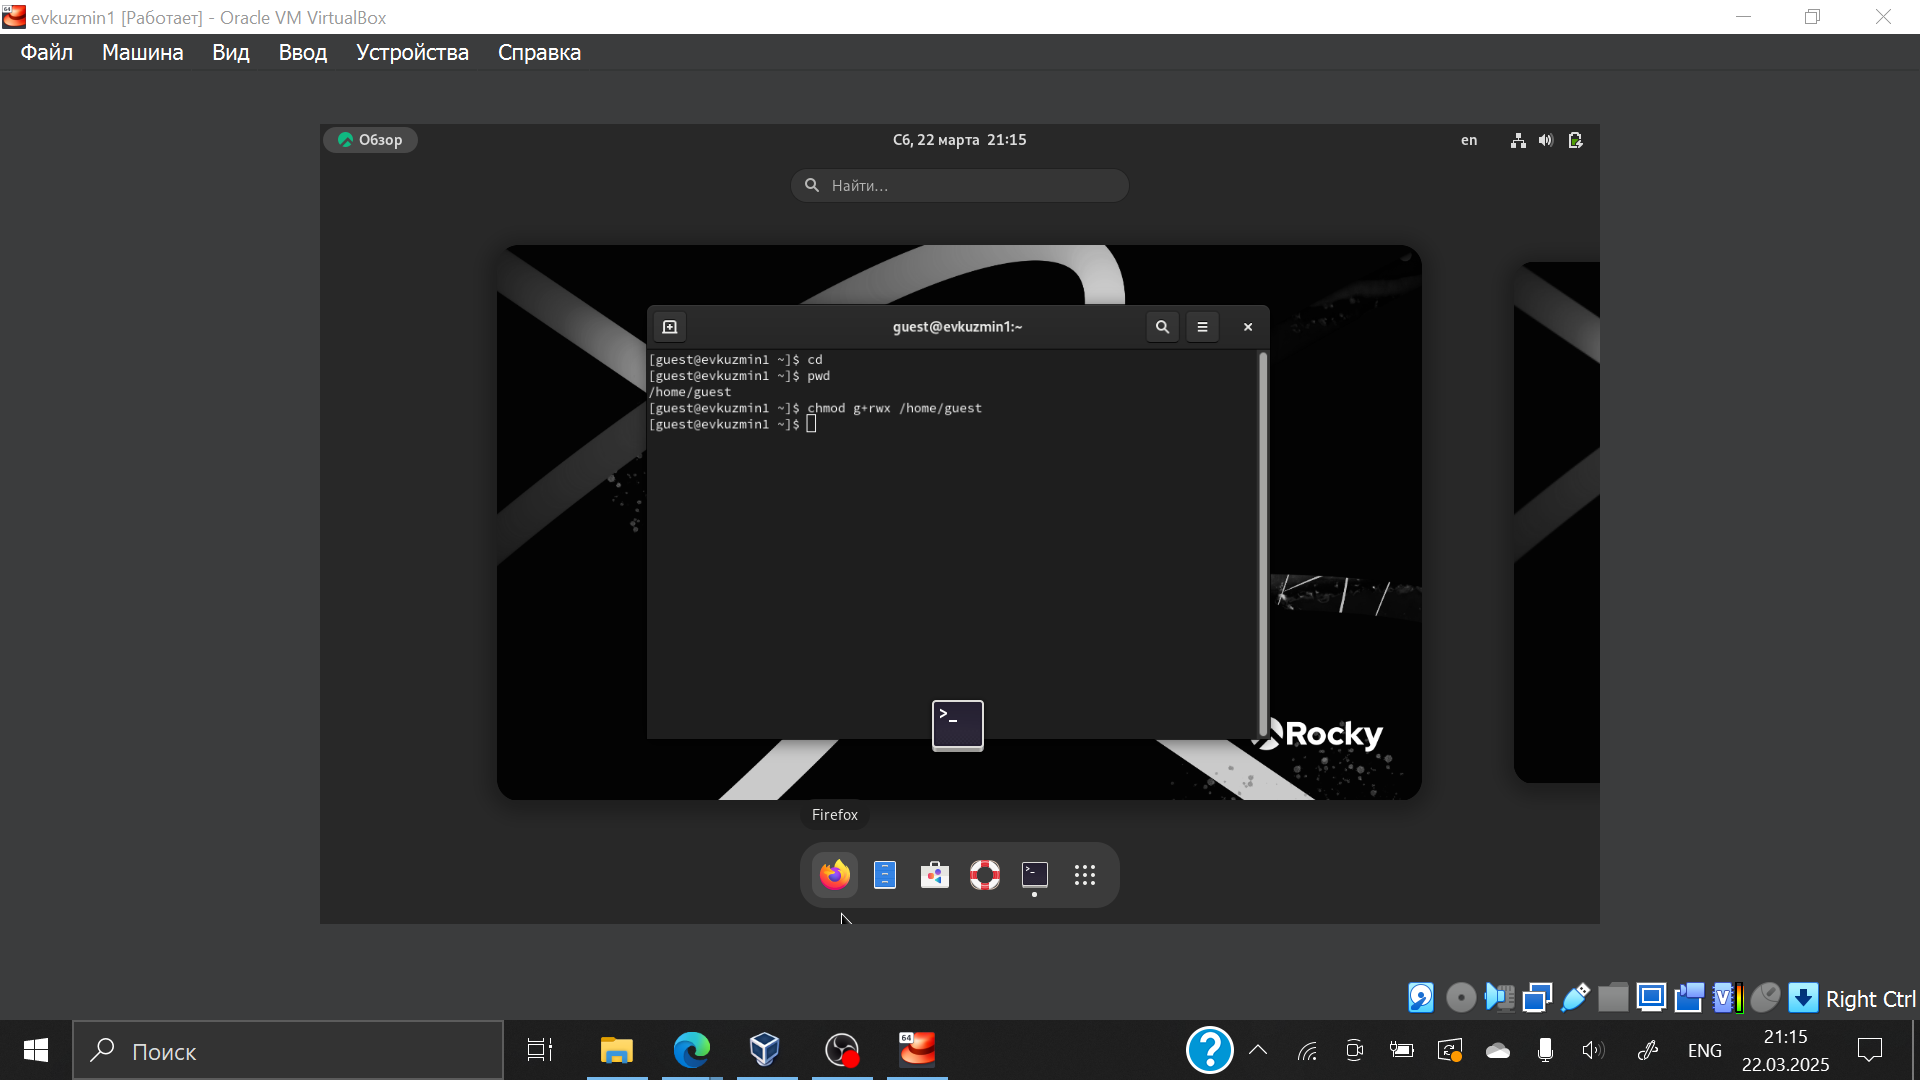 evkuzmin1 [Работает] - Oracle VM VirtualBox
Файл Машина Вид Ввод Устройства Справка
Обзор
Сб, 22 марта 21:15
en
Найти...
guest@evkuzmin1:~
[guest@evkuzmin1 ~]$ cd
[guest@evkuzmin1 ~]$ pwd
/home/guest
[guest@evkuzmin1 ~]$ chmod g+rwx /home/guest
[guest@evkuzmin1 ~]$
>_
Rocky
Firefox
Right Ctrl
Поиск
64
ENG
21:15
22.03.2025